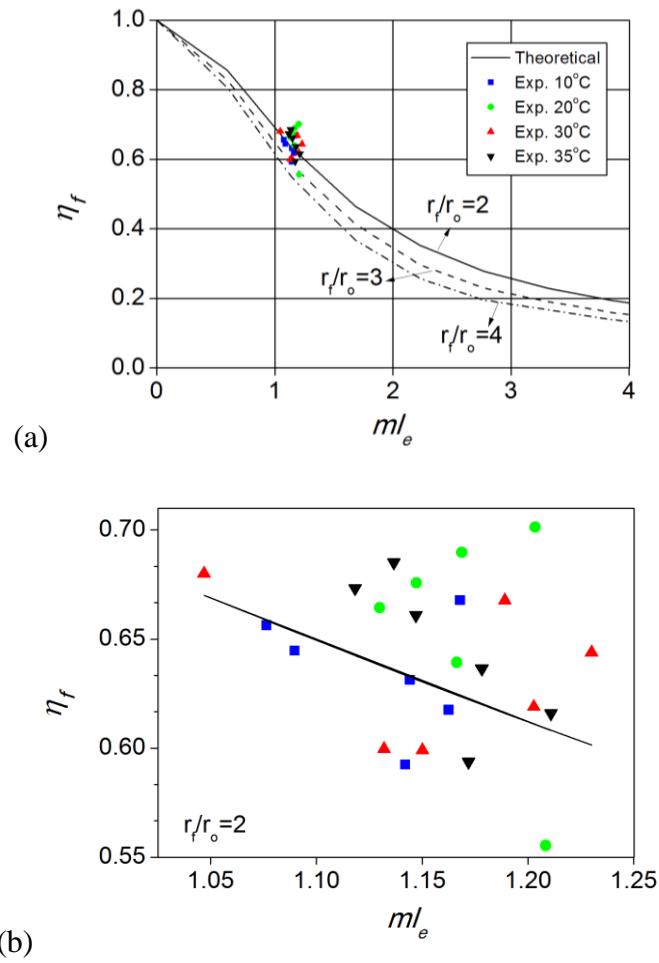 1.0
0.8
0.6
0.4
0.2
0.0
η_f
Theoretical
Exp. 10°C
Exp. 20°C
Exp. 30°C
Exp. 35°C
r_f/r_o=2
r_f/r_o=3
r_f/r_o=4
0 1 2 3 4
ml_e
(a)
0.70
0.65
0.60
0.55
η_f
r_f/r_o=2
1.05 1.10 1.15 1.20 1.25
ml_e
(b)